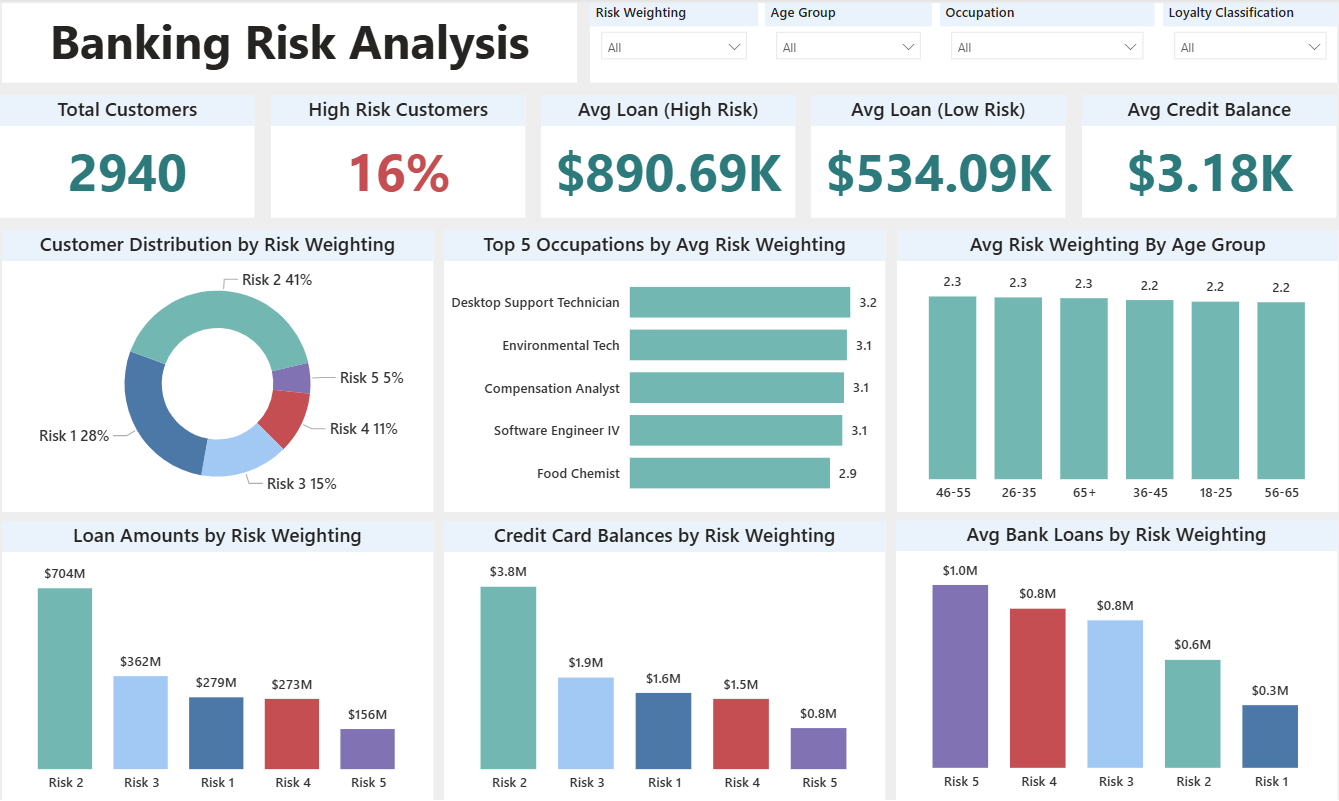 Banking Risk Analysis
Risk Weighting
All
Age Group
All
Occupation
All
Loyalty Classification
All
Total Customers
2940
High Risk Customers
16%
Avg Loan (High Risk)
$890.69K
Avg Loan (Low Risk)
$534.09K
Avg Credit Balance
$3.18K
Customer Distribution by Risk Weighting
Risk 2 41%
Risk 5 5%
Risk 4 11%
Risk 3 15%
Risk 1 28%
Top 5 Occupations by Avg Risk Weighting
Desktop Support Technician 3.2
Environmental Tech 3.1
Compensation Analyst 3.1
Software Engineer IV 3.1
Food Chemist 2.9
Avg Risk Weighting By Age Group
2.3 2.3 2.3 2.2 2.2 2.2
46-55 26-35 65+ 36-45 18-25 56-65
Loan Amounts by Risk Weighting
$704M
$362M
$279M
$273M
$156M
Risk 2 Risk 3 Risk 1 Risk 4 Risk 5
Credit Card Balances by Risk Weighting
$3.8M
$1.9M
$1.6M
$1.5M
$0.8M
Risk 2 Risk 3 Risk 1 Risk 4 Risk 5
Avg Bank Loans by Risk Weighting
$1.0M
$0.8M
$0.8M
$0.6M
$0.3M
Risk 5 Risk 4 Risk 3 Risk 2 Risk 1